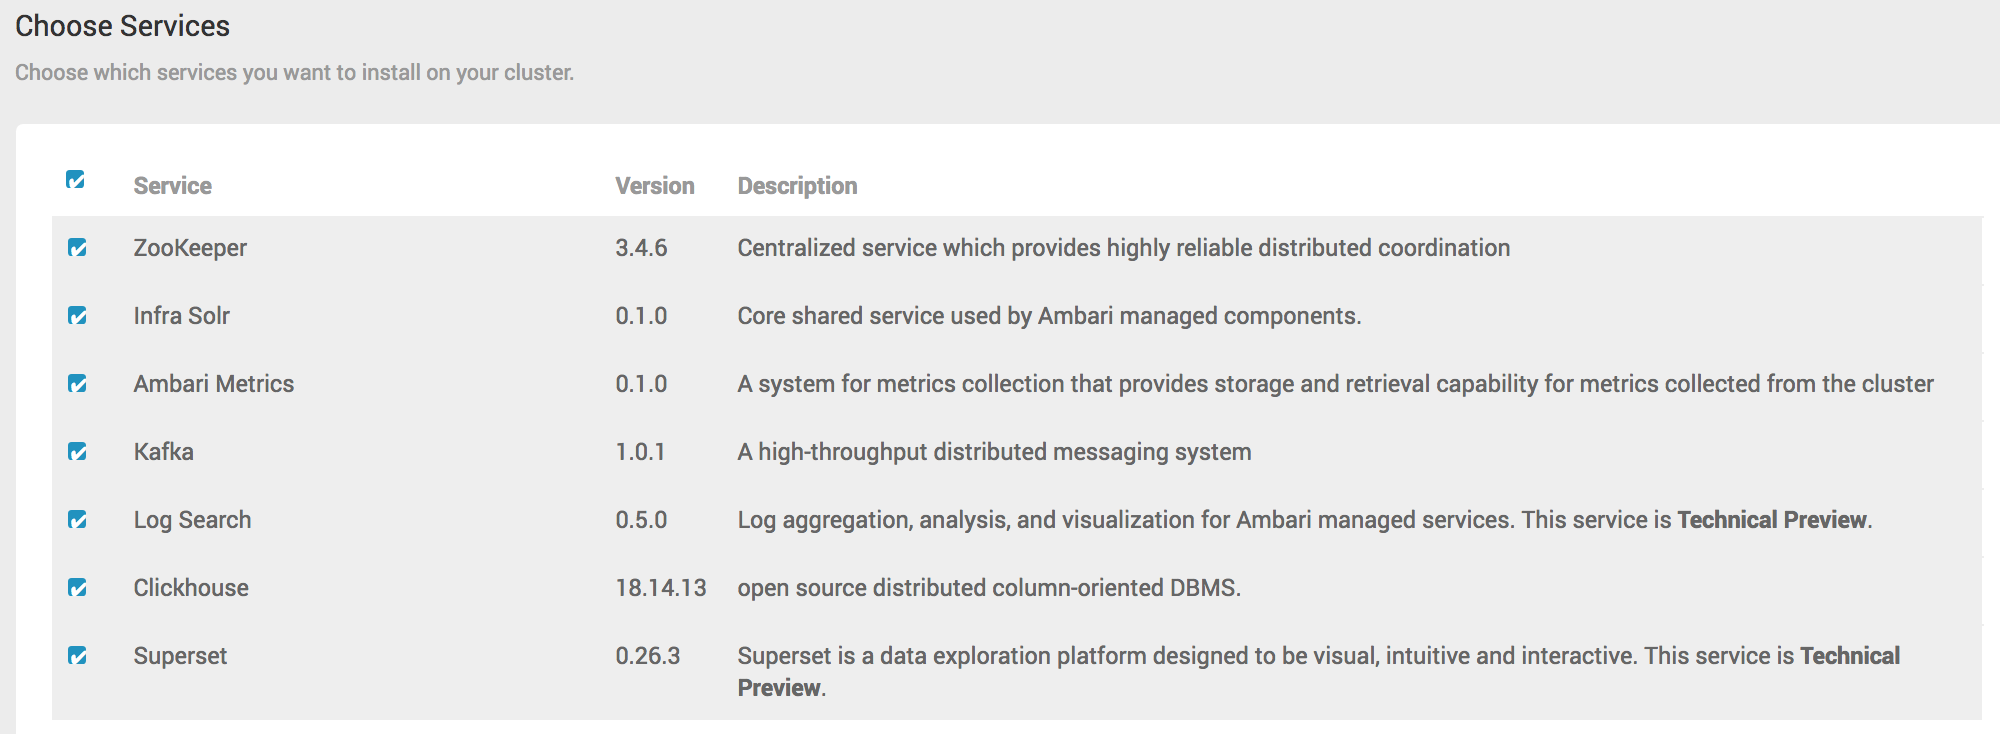 Choose Services
Choose which services you want to install on your cluster.
Service Version Description
ZooKeeper 3.4.6 Centralized service which provides highly reliable distributed coordination
Infra Solr 0.1.0 Core shared service used by Ambari managed components.
Ambari Metrics 0.1.0 A system for metrics collection that provides storage and retrieval capability for metrics collected from the cluster
Kafka 1.0.1 A high-throughput distributed messaging system
Log Search 0.5.0 Log aggregation, analysis, and visualization for Ambari managed services. This service is Technical Preview.
Clickhouse 18.14.13 open source distributed column-oriented DBMS.
Superset 0.26.3 Superset is a data exploration platform designed to be visual, intuitive and interactive. This service is Technical
Preview.